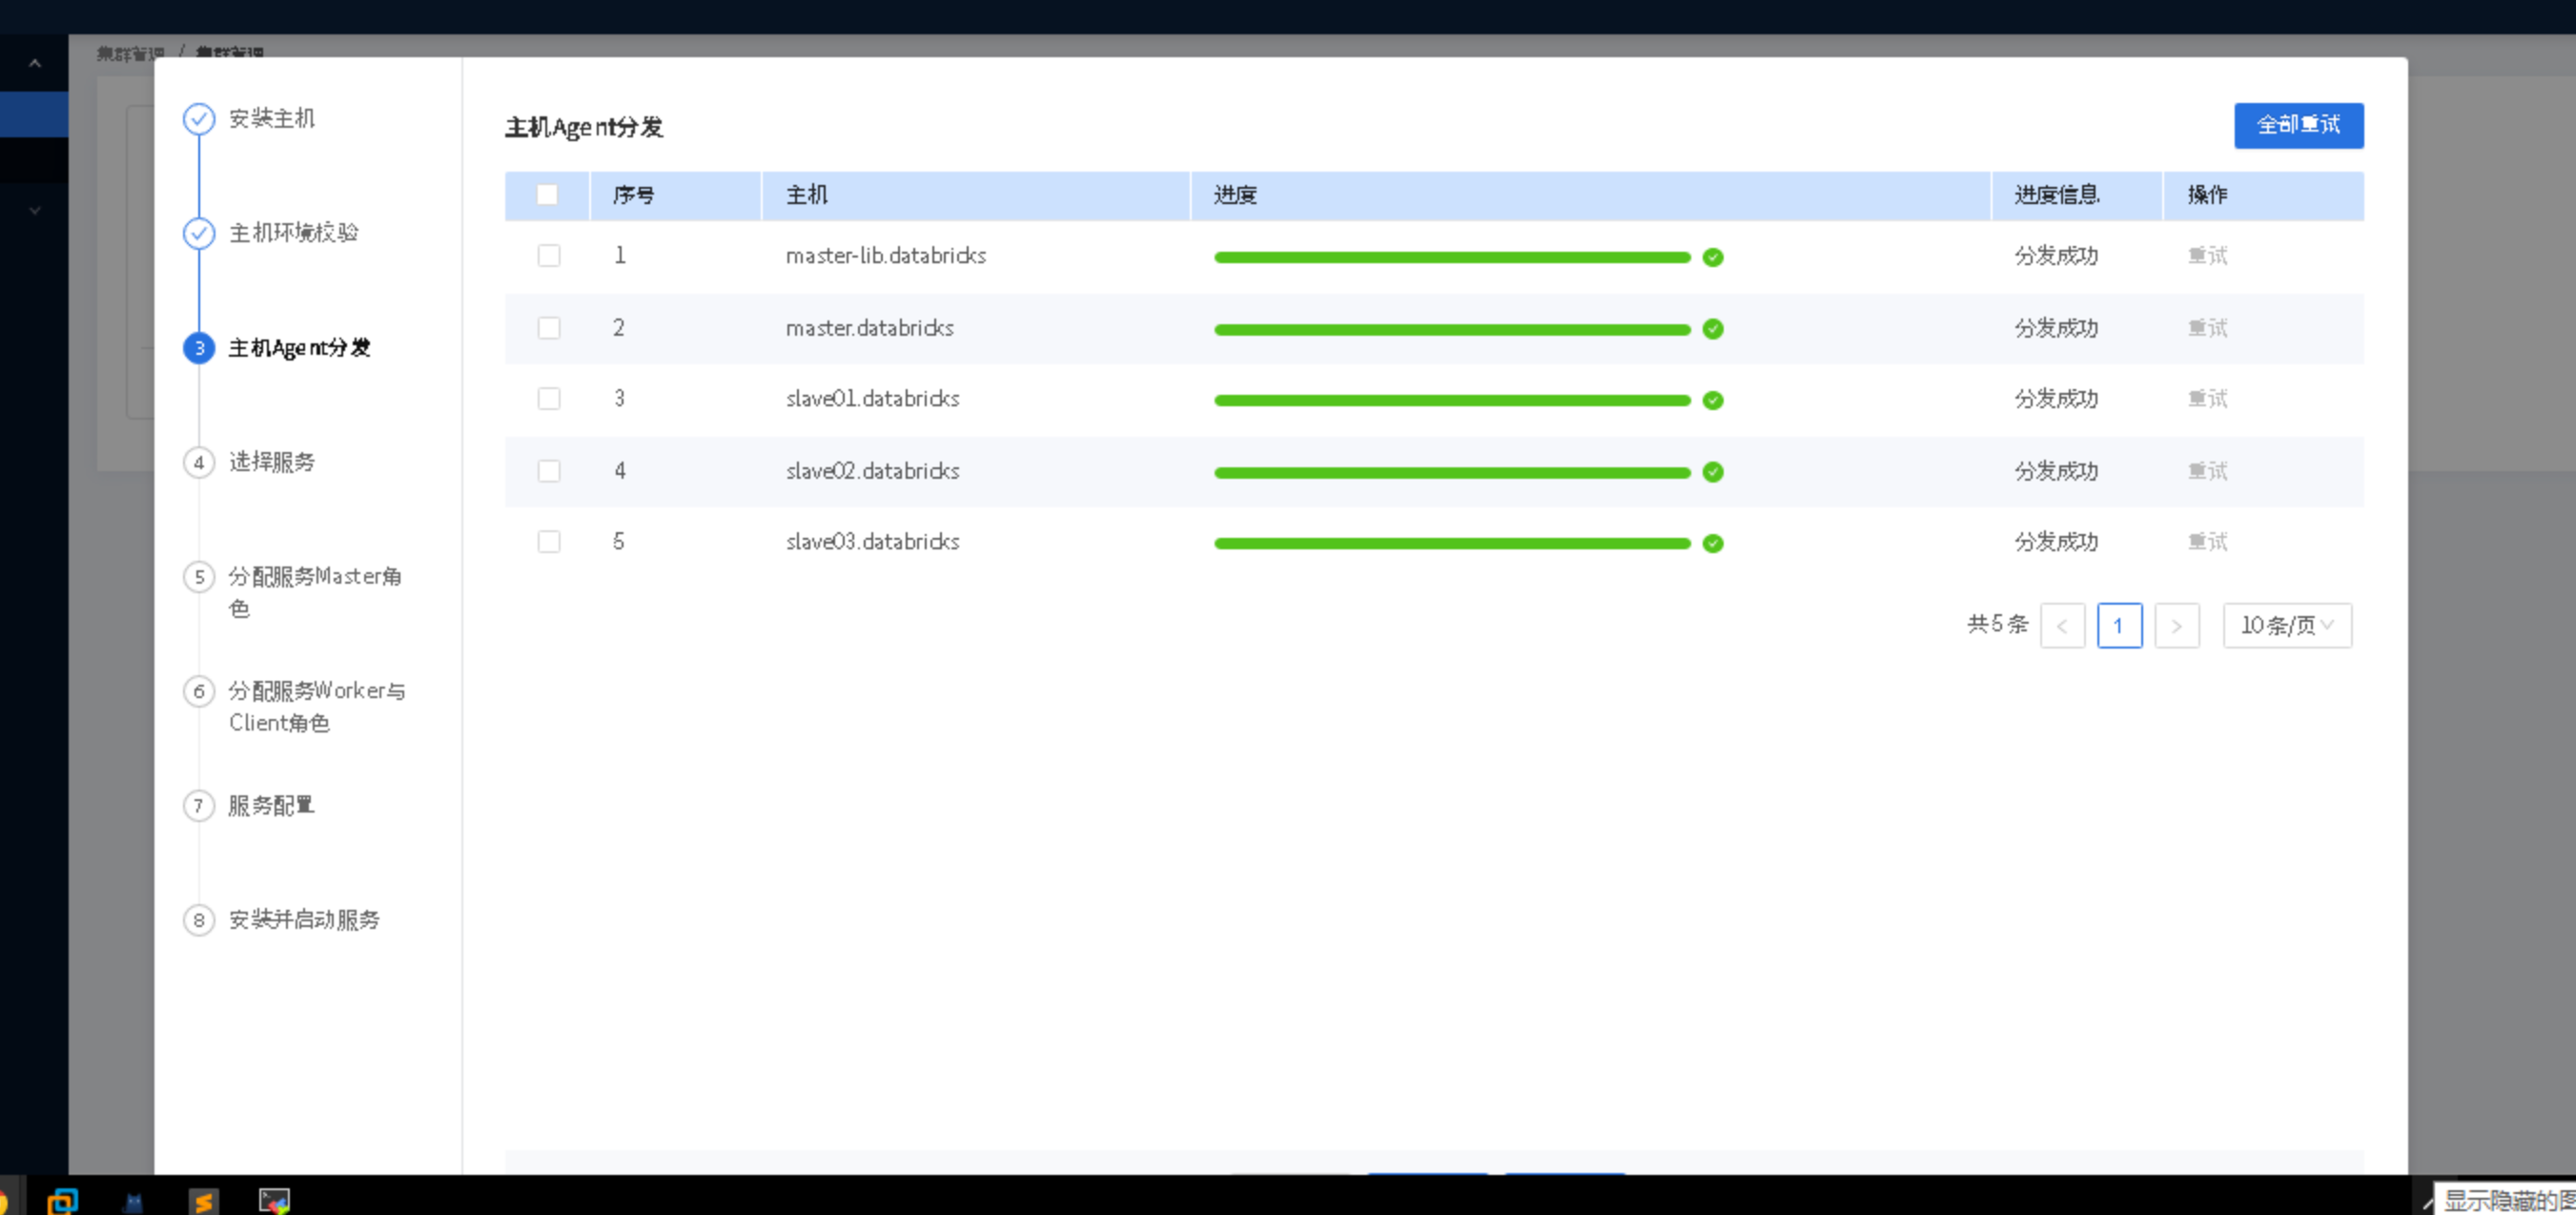 集群管理 / 集群管理
安装主机
主机环境校验
3 主机Agent分发
4 选择服务
5 分配服务Master角
色
6 分配服务Worker与
Client角色
7 服务配置
8 安装并启动服务
主机Agent分发
全部重试
序号 主机 进度 进度信息 操作
1 master-lib.databricks 分发成功 重试
2 master.databricks 分发成功 重试
3 slave01.databricks 分发成功 重试
4 slave02.databricks 分发成功 重试
5 slave03.databricks 分发成功 重试
共5条 < 1 > 10条/页
显示隐藏的图